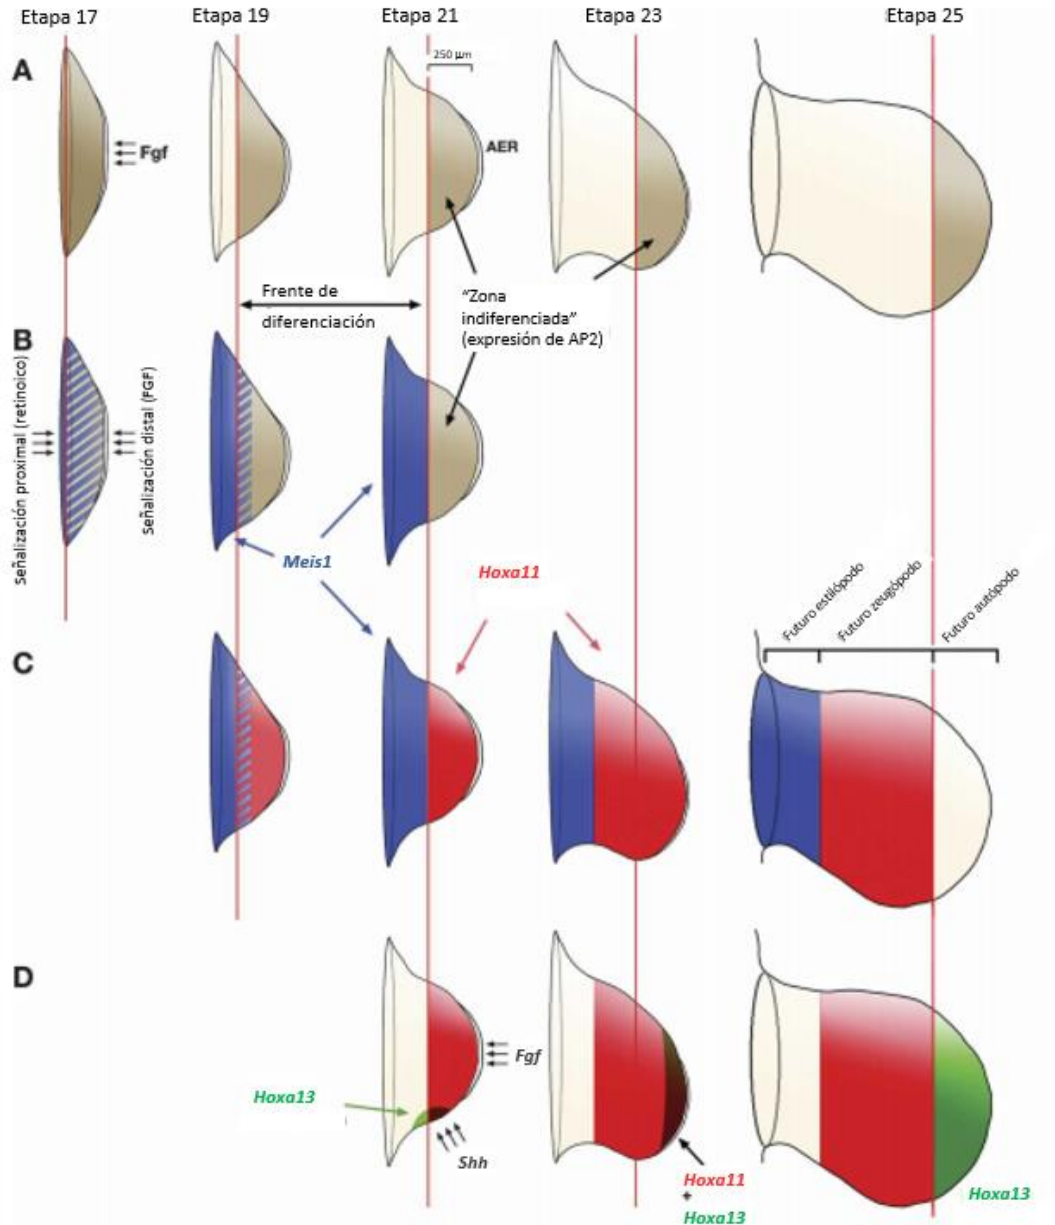 Etapa 17
Etapa 19
Etapa 21
Etapa 23
Etapa 25
250 µm
A
Fgf
AER
Frente de
diferenciación
"Zona
indiferenciada"
(expresión de AP2)
B
Señalización proximal (retinoico)
Señalización distal (FGF)
Meis1
Hoxa11
Futuro estilópodo
Futuro zeugópodo
Futuro autópodo
C
D
Fgf
Hoxa13
Shh
Hoxa11
+
Hoxa13
Hoxa13